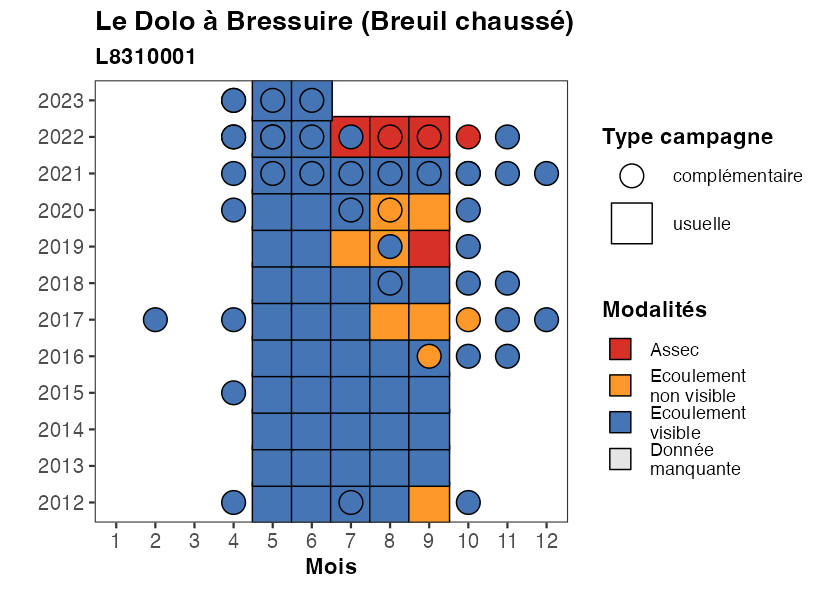 Le Dolo à Bressuire (Breuil chaussé)
L8310001
2023
2022
2021
2020
2019
2018
2017
2016
2015
2014
2013
2012
1 2 3 4 5 6 7 8 9 10 11 12
Mois
Type campagne
complémentaire
usuelle
Modalités
Assec
Ecoulement
non visible
Ecoulement
visible
Donnée
manquante